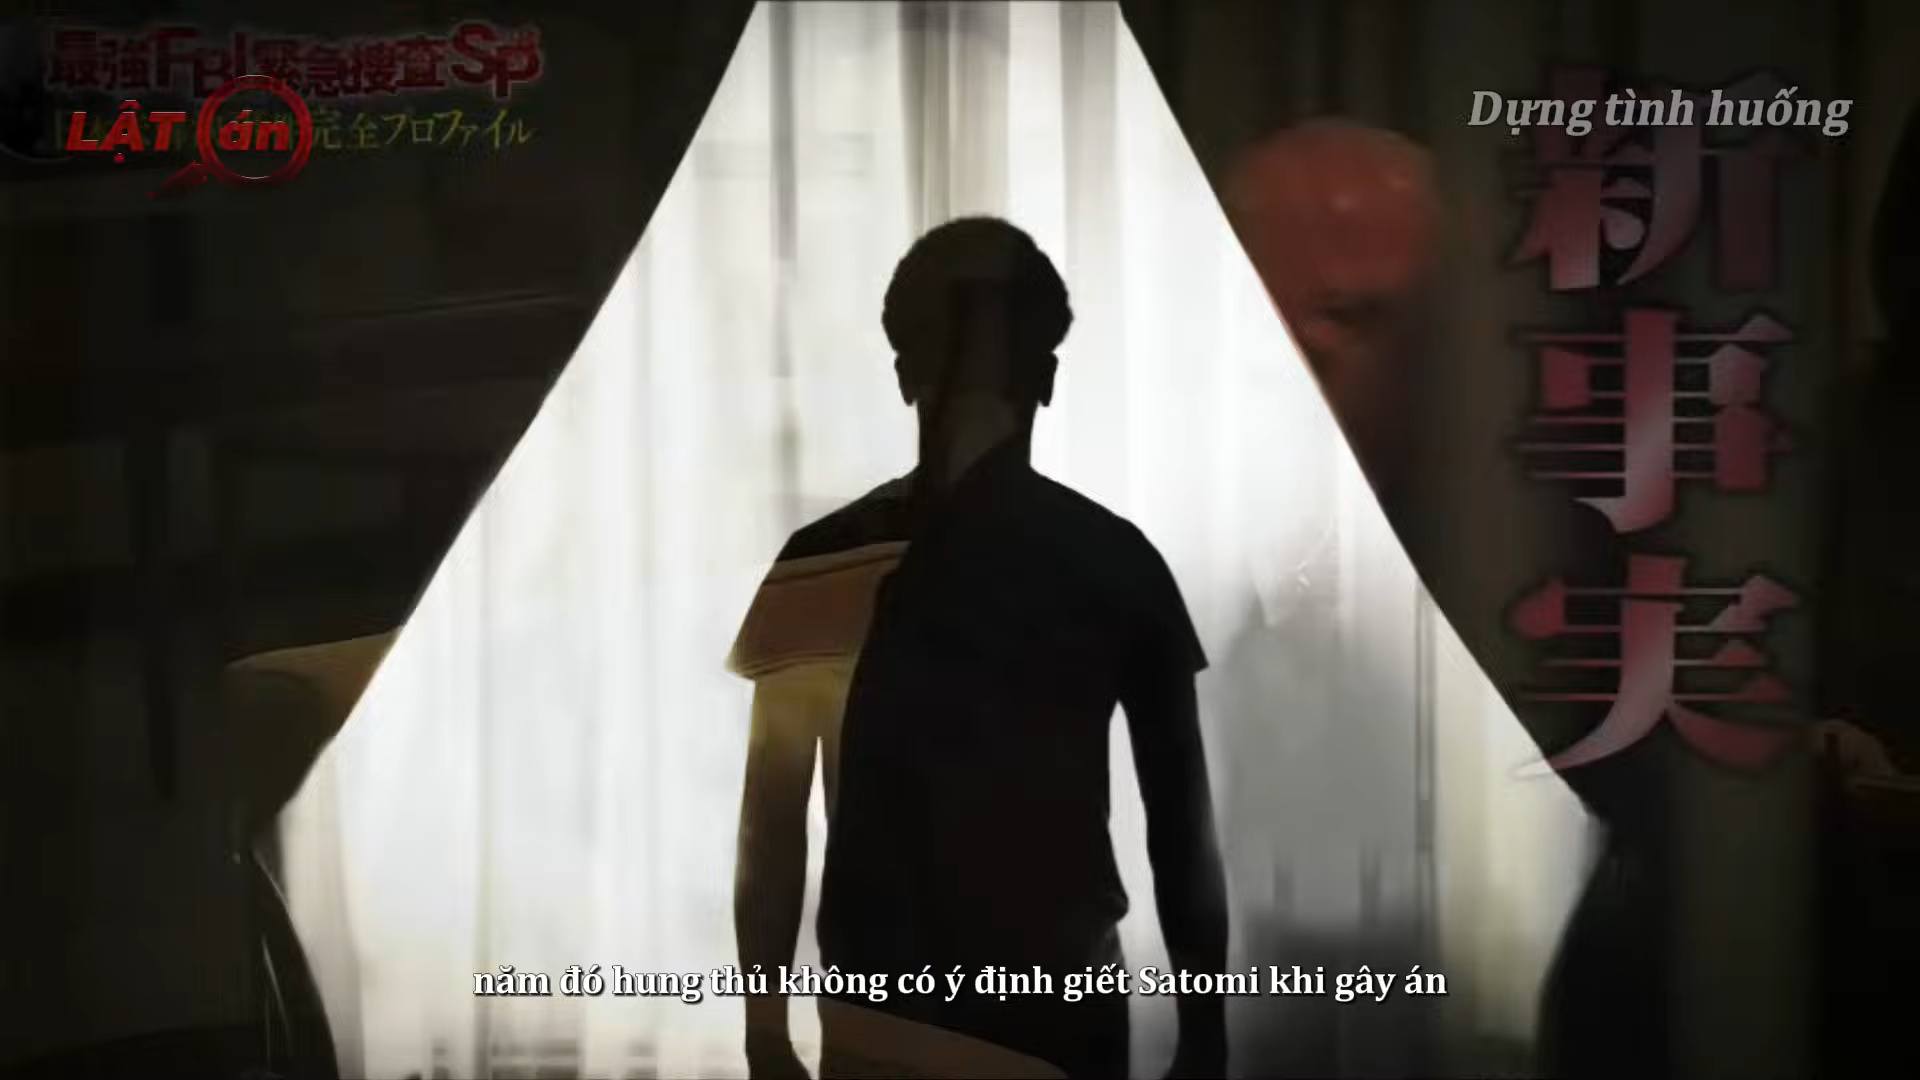 最強FBI緊急捜査SP
LẬT án 完全プロファイル
Dựng tình huống
新事実
năm đó hung thủ không có ý định giết Satomi khi gây án